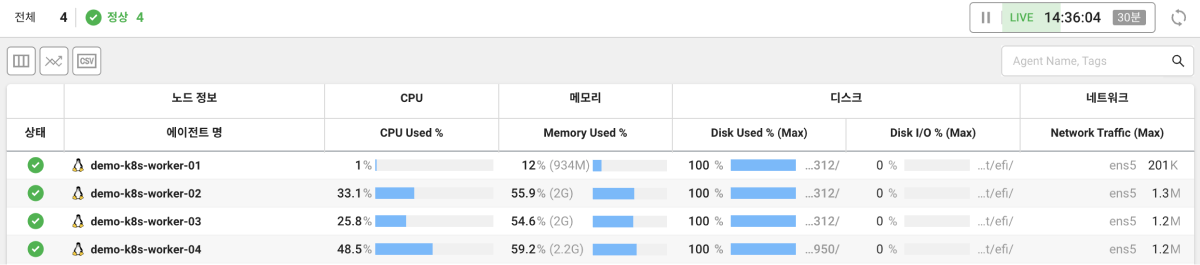 전체 4 정상 4 LIVE 14:36:04 30분
CSV Agent Name, Tags
노드 정보 CPU 메모리 디스크 네트워크
상태 에이전트 명 CPU Used % Memory Used % Disk Used % (Max) Disk I/O % (Max) Network Traffic (Max)
demo-k8s-worker-01 1% 12% (934M) 100 % ...312/ 0 % ...t/efi/ ens5 201K
demo-k8s-worker-02 33.1% 55.9% (2G) 100 % ...312/ 0 % ...t/efi/ ens5 1.3M
demo-k8s-worker-03 25.8% 54.6% (2G) 100 % ...312/ 0 % ...t/efi/ ens5 1.2M
demo-k8s-worker-04 48.5% 59.2% (2.2G) 100 % ...950/ 0 % ...t/efi/ ens5 1.2M